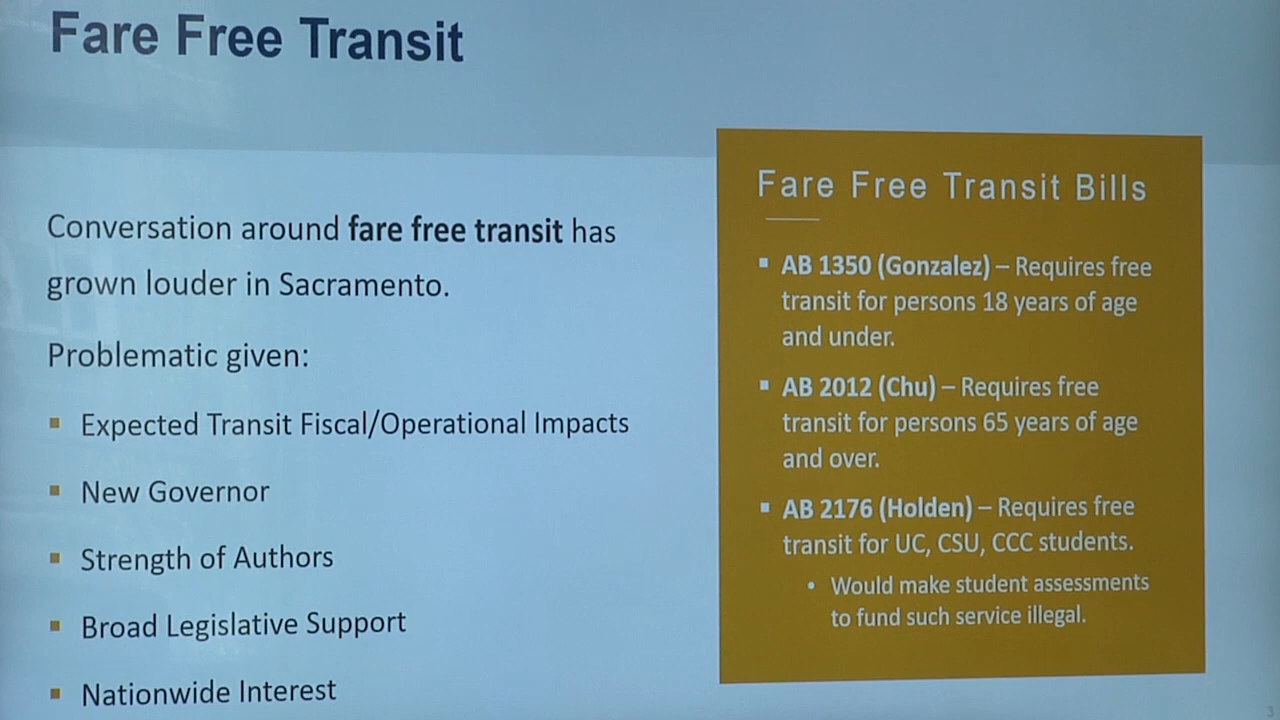 Fare Free Transit
Conversation around fare free transit has
grown louder in Sacramento.
Problematic given:
▪ Expected Transit Fiscal/Operational Impacts
▪ New Governor
▪ Strength of Authors
▪ Broad Legislative Support
▪ Nationwide Interest
Fare Free Transit Bills
▪ AB 1350 (Gonzalez) – Requires free
transit for persons 18 years of age
and under.
▪ AB 2012 (Chu) – Requires free
transit for persons 65 years of age
and over.
▪ AB 2176 (Holden) – Requires free
transit for UC, CSU, CCC students.
• Would make student assessments
to fund such service illegal.
3